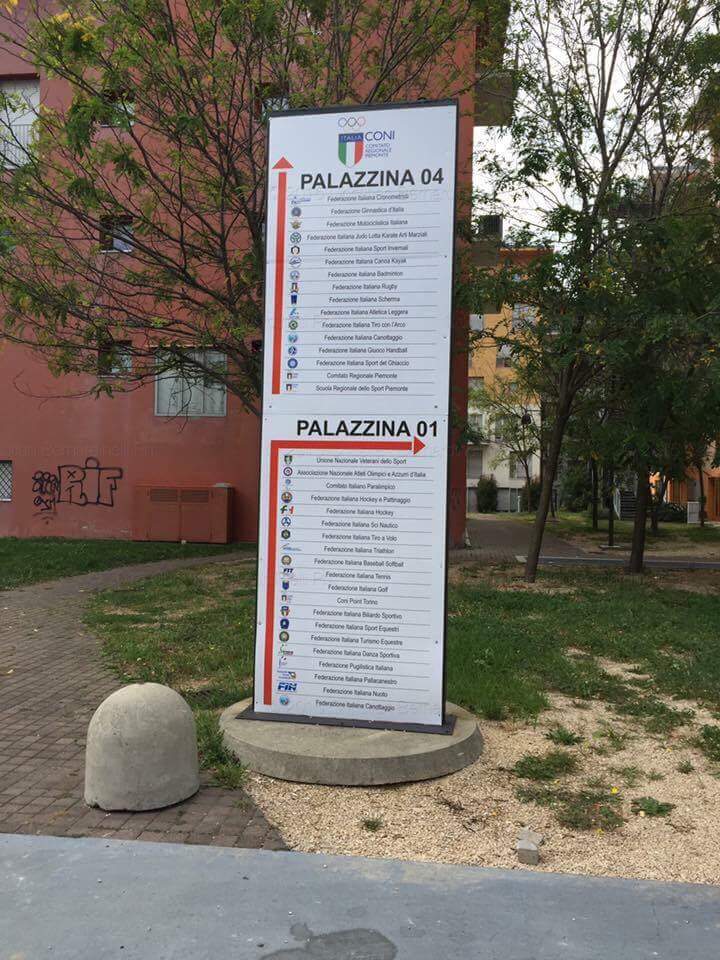 ITALIA
CONI
COMITATO
REGIONALE
PIEMONTE
PALAZZINA 04
Federazione Italiana Cronometristi
Federazione Ginnastica d'Italia
Federazione Motociclistica Italiana
Federazione Italiana Judo Lotta Karate Arti Marziali
Federazione Italiana Sport Invernali
Federazione Italiana Canoa Kayak
Federazione Italiana Badminton
Federazione Italiana Rugby
Federazione Italiana Scherma
Federazione Italiana Atletica Leggera
Federazione Italiana Tiro con l'Arco
Federazione Italiana Canottaggio
Federazione Italiana Giuoco Handball
Federazione Italiana Sport del Ghiaccio
Comitato Regionale Piemonte
Scuola Regionale dello Sport Piemonte
PALAZZINA 01
Unione Nazionale Veterani dello Sport
Associazione Nazionale Atleti Olimpici e Azzurri d'Italia
Comitato Italiano Paralimpico
Federazione Italiana Hockey e Pattinaggio
Federazione Italiana Hockey
Federazione Italiana Sci Nautico
Federazione Italiana Tiro a Volo
Federazione Italiana Triathlon
Federazione Italiana Baseball Softball
FIT Federazione Italiana Tennis
Federazione Italiana Golf
Coni Point Torino
Federazione Italiana Biliardo Sportivo
Federazione Italiana Sport Equestri
Federazione Italiana Turismo Equestre
Federazione Italiana Danza Sportiva
Federazione Pugilistica Italiana
Federazione Italiana Pallacanestro
FIN Federazione Italiana Nuoto
Federazione Italiana Canottaggio
RIF